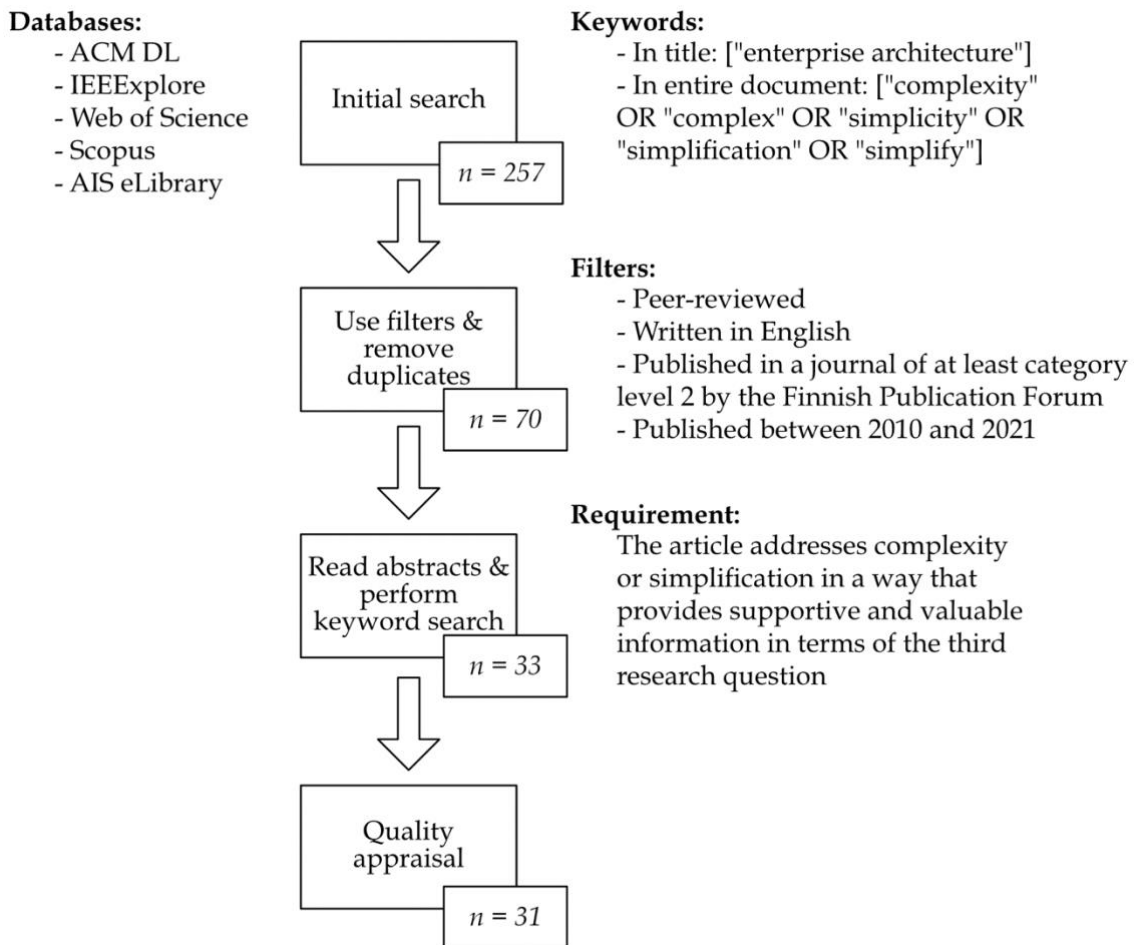 Databases:
- ACM DL
- IEEExplore
- Web of Science
- Scopus
- AIS eLibrary
Initial search
n = 257
Keywords:
- In title: ["enterprise architecture"]
- In entire document: ["complexity"
OR "complex" OR "simplicity" OR
"simplification" OR "simplify"]
Use filters &
remove
duplicates
n = 70
Filters:
- Peer-reviewed
- Written in English
- Published in a journal of at least category
level 2 by the Finnish Publication Forum
- Published between 2010 and 2021
Read abstracts &
perform
keyword search
n = 33
Requirement:
The article addresses complexity
or simplification in a way that
provides supportive and valuable
information in terms of the third
research question
Quality
appraisal
n = 31